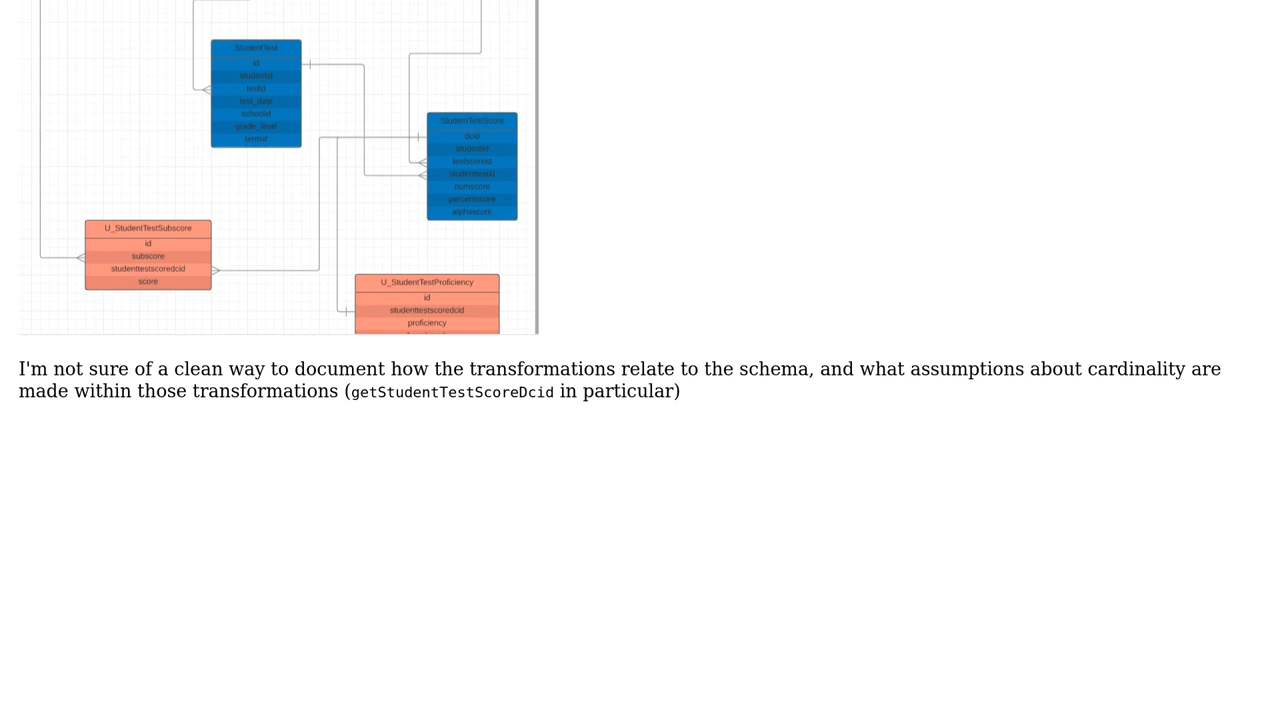 StudentTest
id
studentid
testid
test_date
schoolid
grade_level
termid
StudentTestScore
dcid
studentid
testscoreid
studenttestid
numscore
percentscore
alphascore
U_StudentTestSubscore
id
subscore
studenttestscoredcid
score
U_StudentTestProficiency
id
studenttestscoredcid
proficiency
I'm not sure of a clean way to document how the transformations relate to the schema, and what assumptions about cardinality are
made within those transformations (getStudentTestScoreDcid in particular)